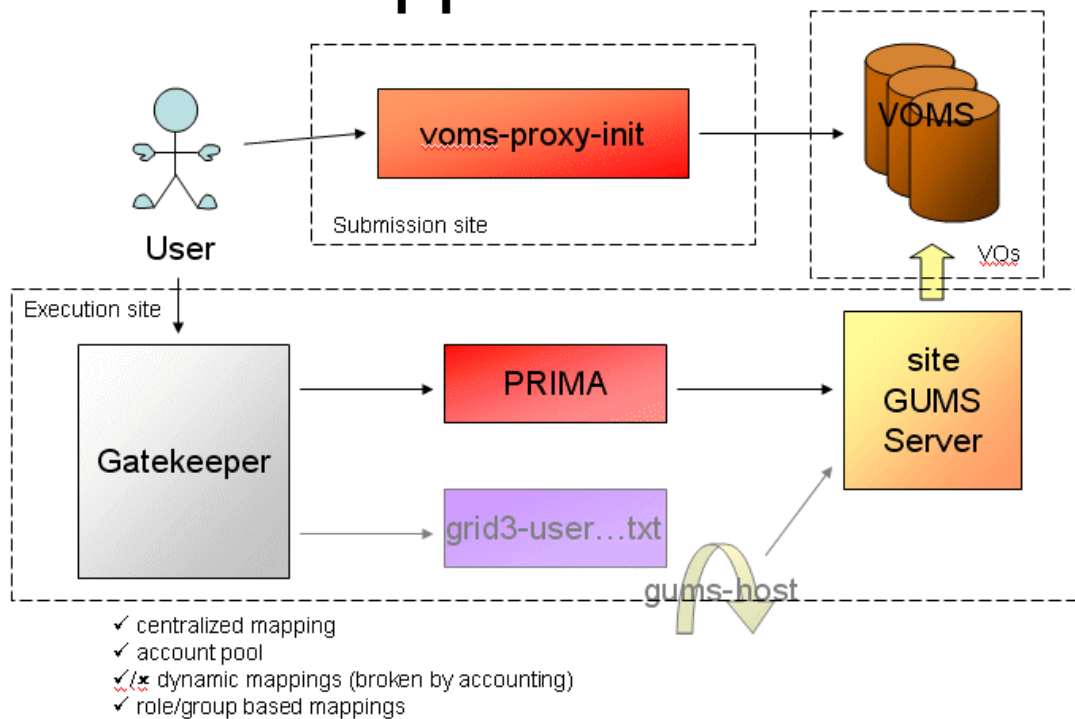 voms-proxy-init
VOMS
Submission site
User
VOs
Execution site
Gatekeeper
PRIMA
site
GUMS
Server
grid3-user…txt
gums-host
✓ centralized mapping
✓ account pool
✓/× dynamic mappings (broken by accounting)
✓ role/group based mappings